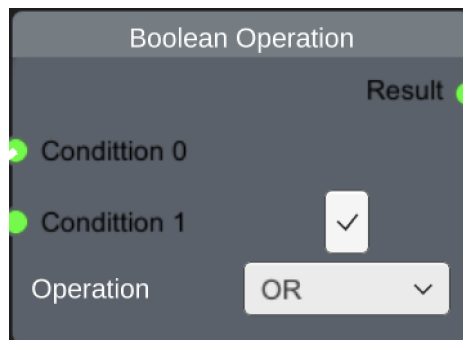 Boolean Operation
Result
Condittion 0
Condittion 1
Operation OR